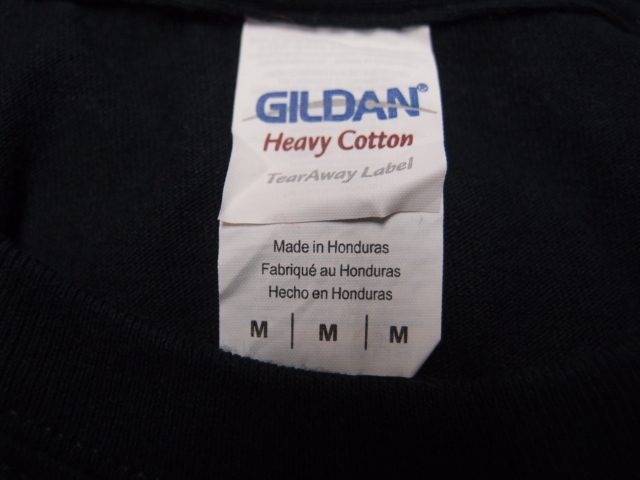 GILDAN®
Heavy Cotton
TearAway Label
Made in Honduras
Fabriqué au Honduras
Hecho en Honduras
M | M | M